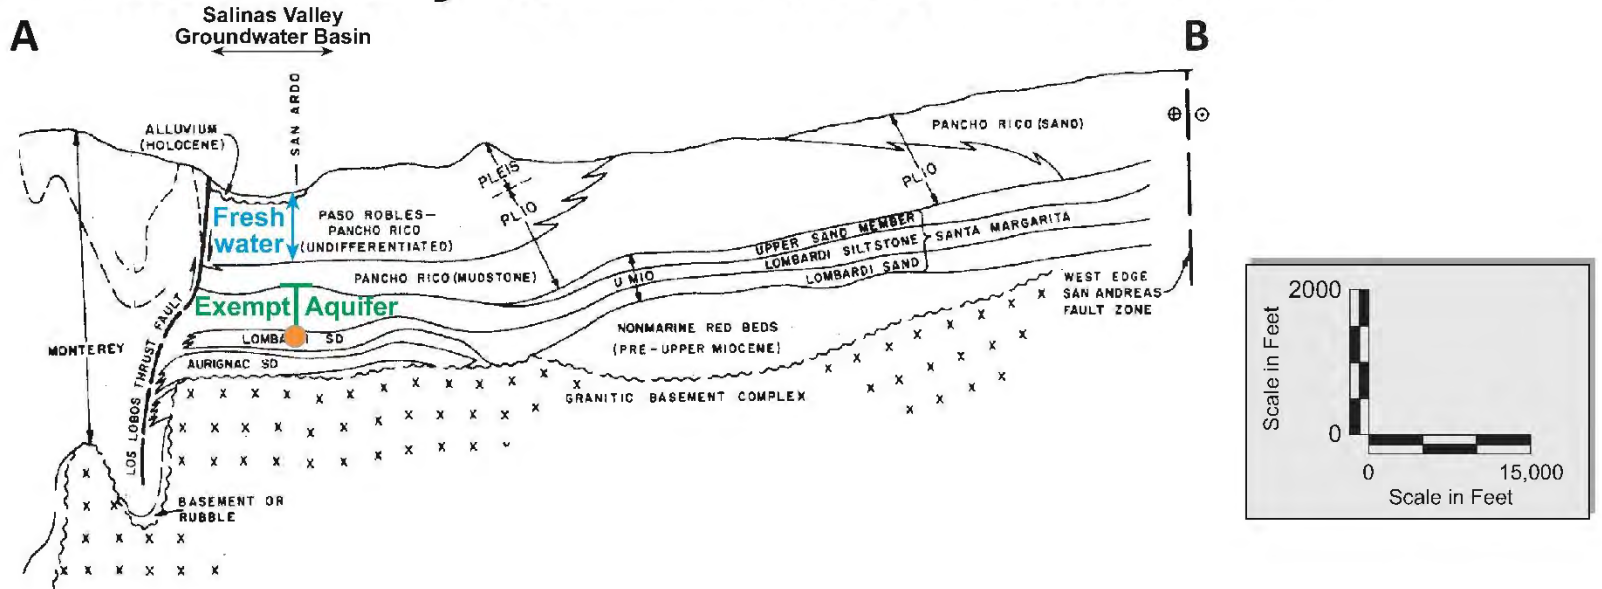 A
Salinas Valley
Groundwater Basin
B
SAN ARDO
ALLUVIUM
(HOLOCENE)
PANCHO RICO (SAND)
PLEIS
PLIO
PLIO
Fresh
water
PASO ROBLES-
PANCHO RICO
(UNDIFFERENTIATED)
UPPER SAND MEMBER
LOMBARDI SILTSTONE
SANTA MARGARITA
LOMBARDI SAND
PANCHO RICO (MUDSTONE)
U MIO
WEST EDGE
SAN ANDREAS
FAULT ZONE
Exempt Aquifer
NONMARINE RED BEDS
(PRE-UPPER MIOCENE)
MONTEREY
LOS LOBOS THRUST FAULT
LOMBARDI SD
AURIGNAC SD
GRANITIC BASEMENT COMPLEX
BASEMENT OR
RUBBLE
2000
Scale in Feet
0
0 15,000
Scale in Feet